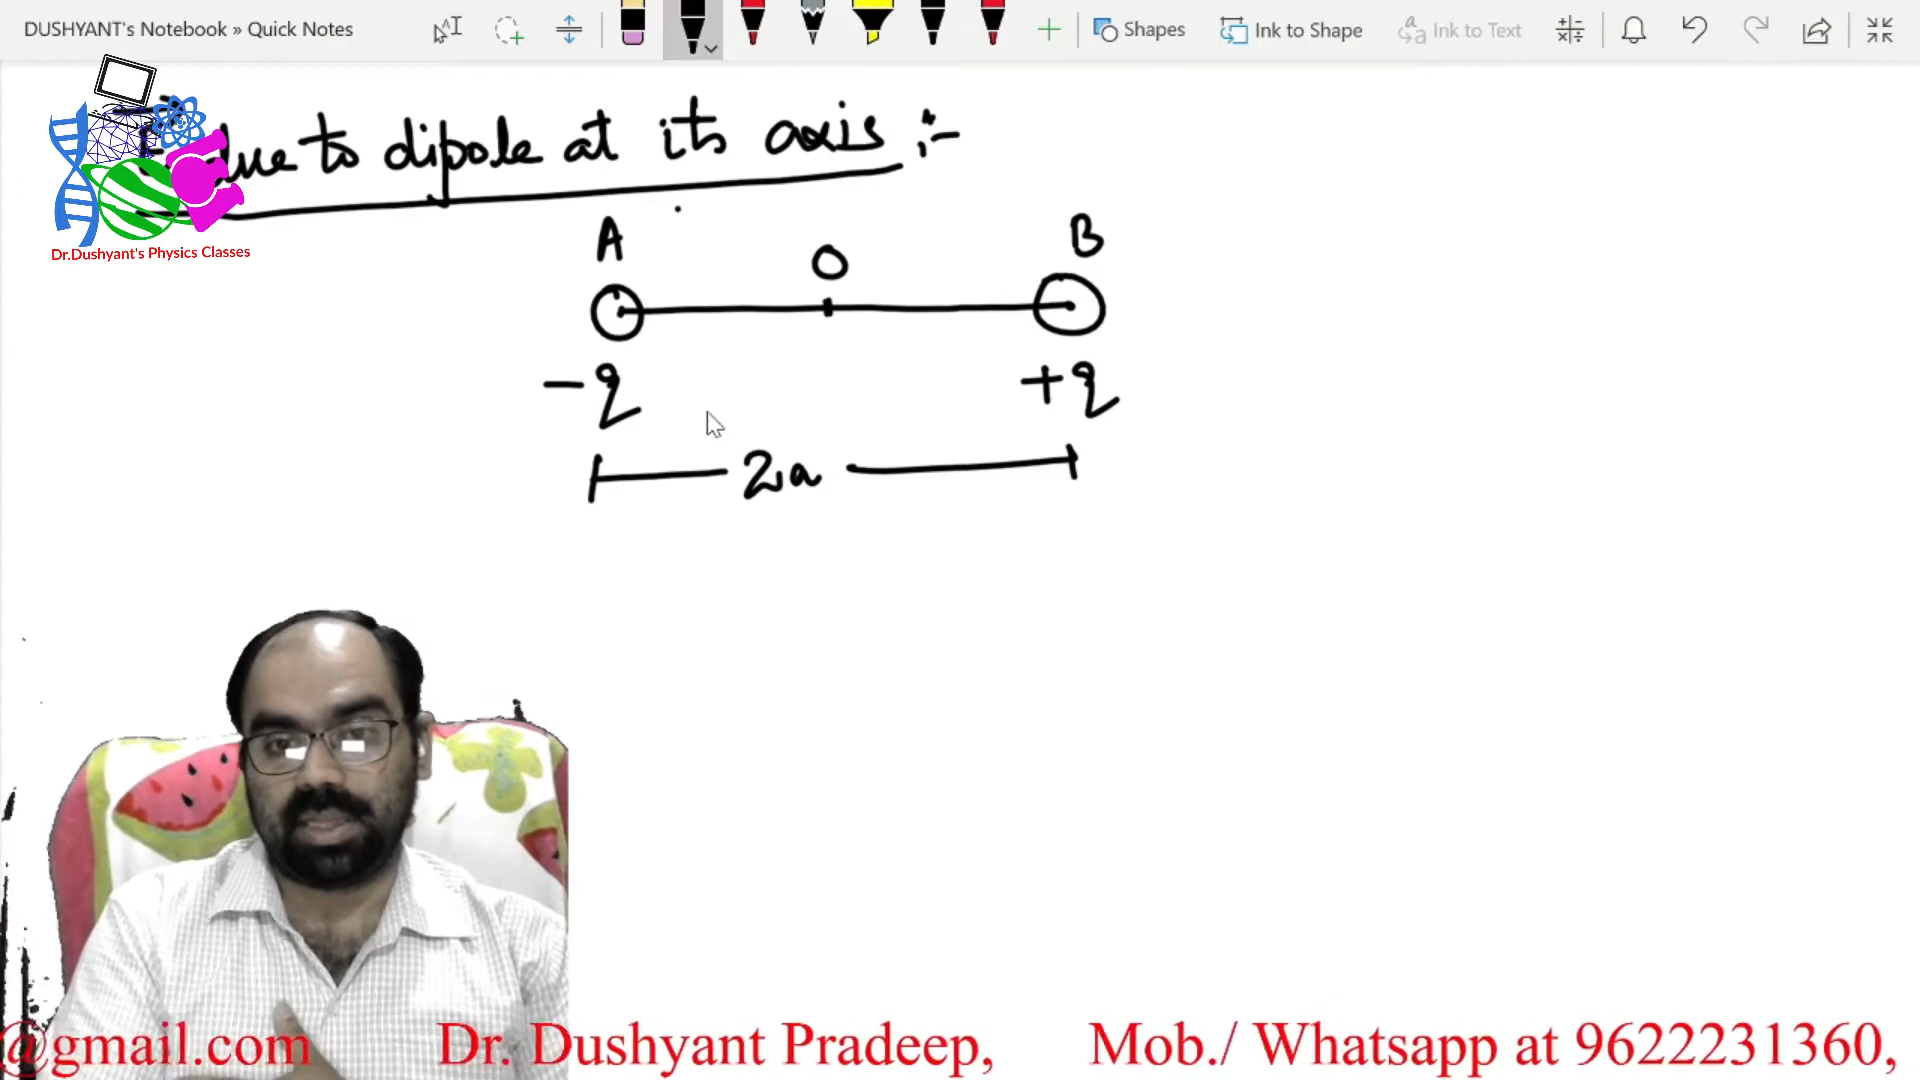 DUSHYANT's Notebook » Quick Notes
Shapes
Ink to Shape
Ink to Text
due to dipole at its axis :-
Dr.Dushyant's Physics Classes
A O B
-q +q
2a
@gmail.com Dr. Dushyant Pradeep, Mob./ Whatsapp at 9622231360,